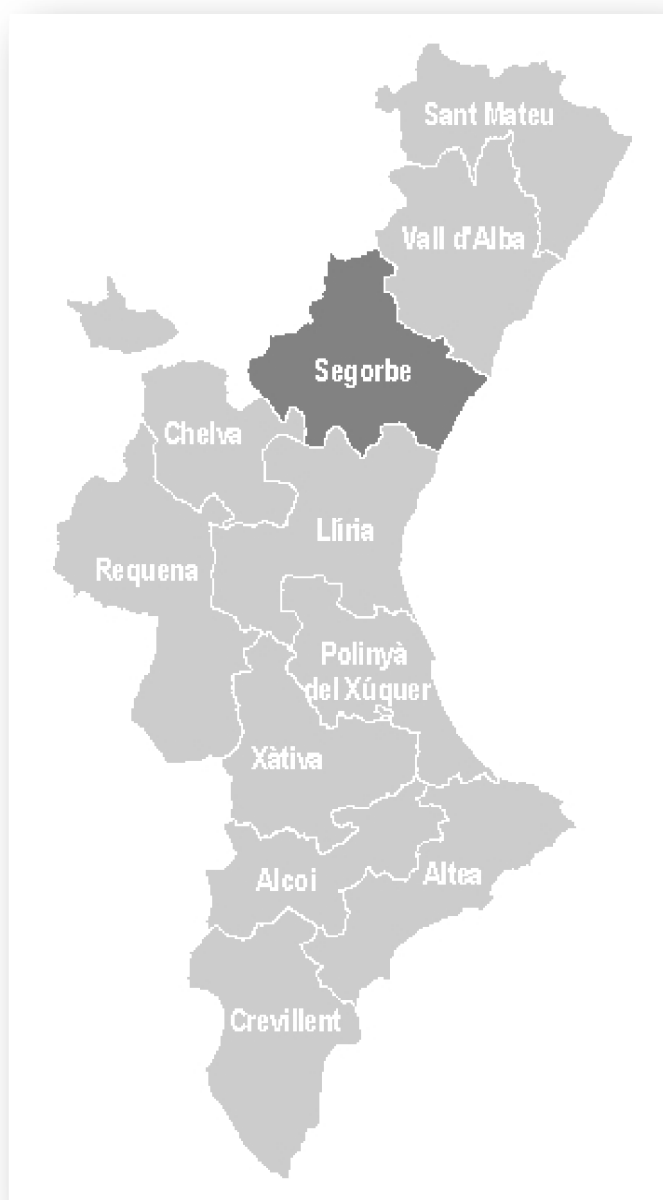 Sant Mateu
Vall d'Alba
Segorbe
Chelva
Llíria
Requena
Polinyà
del Xúquer
Xàtiva
Alcoi
Altea
Crevillent